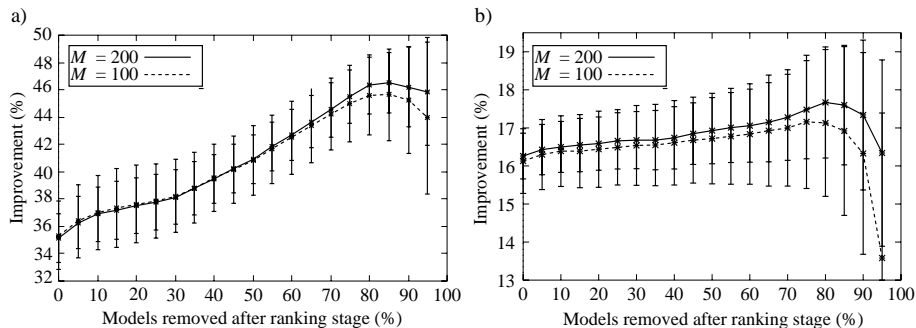 a)
50
48
46
44
42
40
38
36
34
32
Improvement (%)
M = 200
M = 100
0 10 20 30 40 50 60 70 80 90 100
Models removed after ranking stage (%)
b)
19
18
17
16
15
14
13
Improvement (%)
M = 200
M = 100
0 10 20 30 40 50 60 70 80 90 100
Models removed after ranking stage (%)